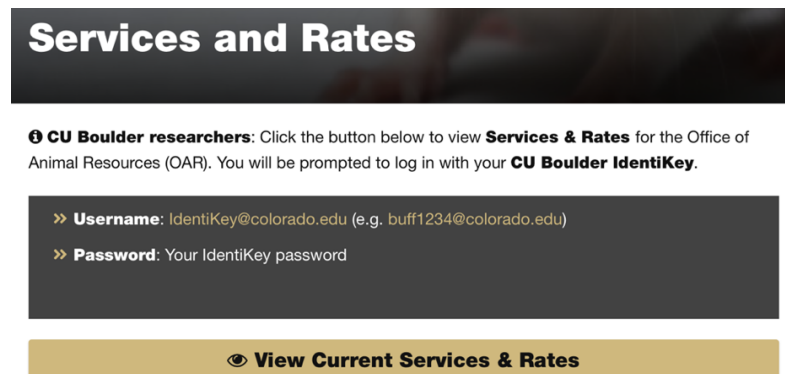 Services and Rates
CU Boulder researchers: Click the button below to view Services & Rates for the Office of
Animal Resources (OAR). You will be prompted to log in with your CU Boulder IdentiKey.
» Username: IdentiKey@colorado.edu (e.g. buff1234@colorado.edu)
» Password: Your IdentiKey password
View Current Services & Rates